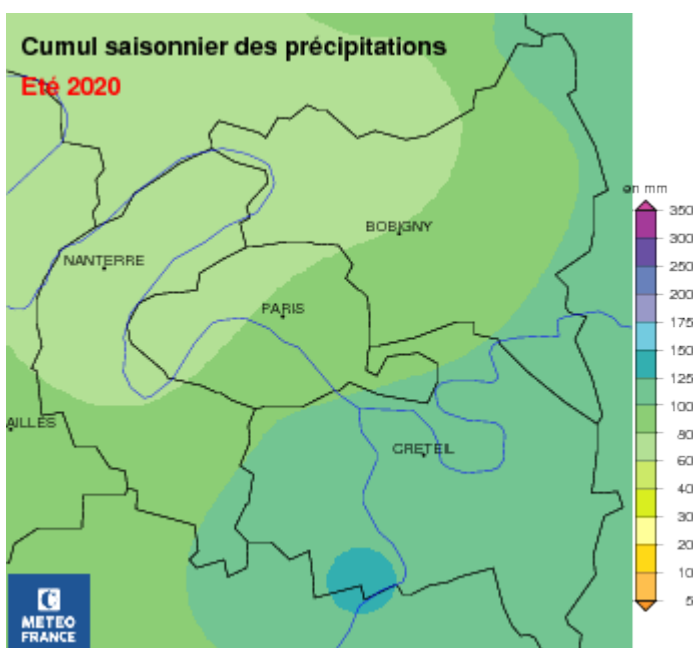 Cumul saisonnier des précipitations
Eté 2020
en mm
350
300
250
200
175
150
125
100
80
60
40
30
20
10
5
BOBIGNY
NANTERRE
PARIS
AILLES
CRETEIL
METEO
FRANCE